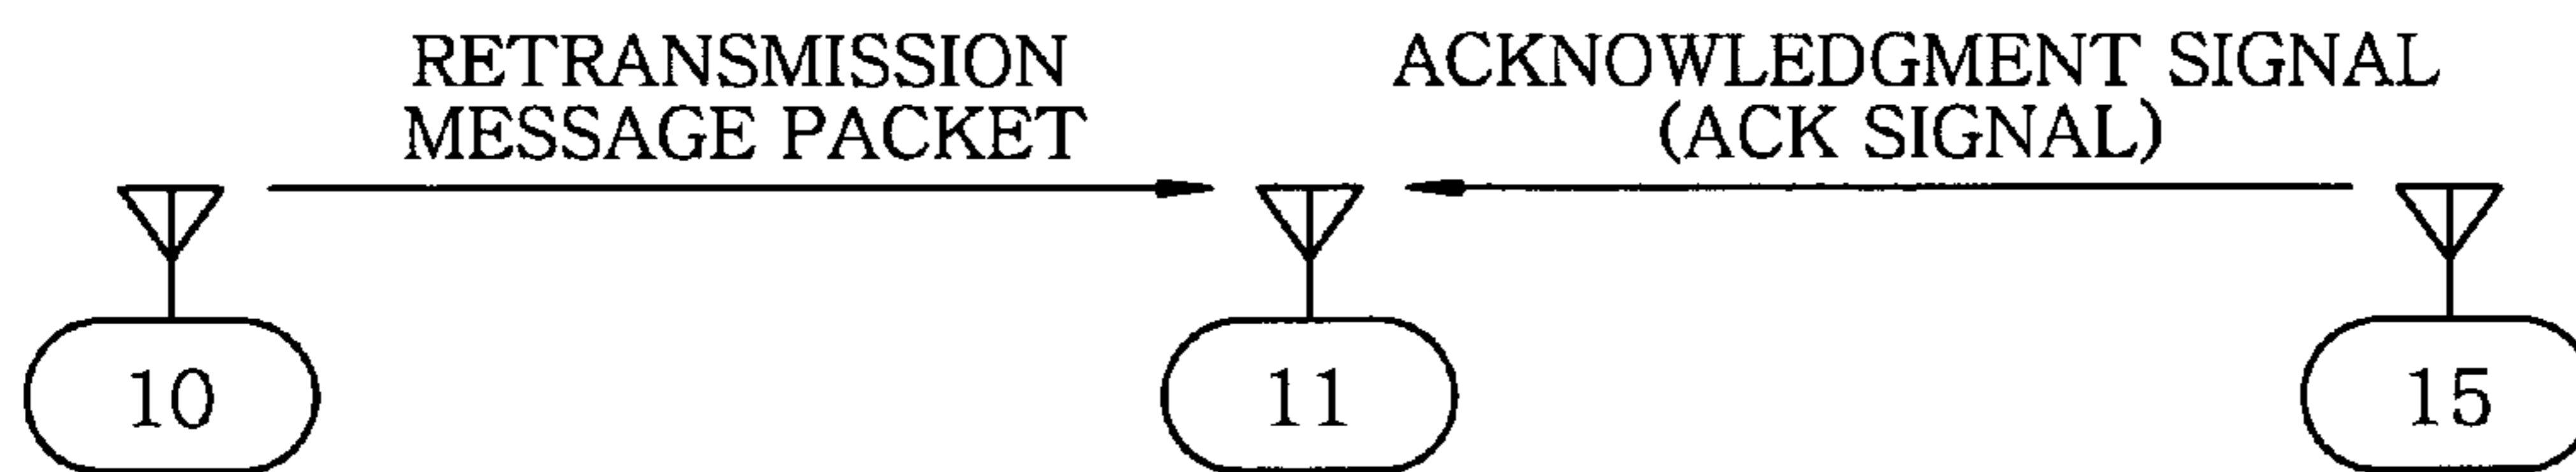 RETRANSMISSION
MESSAGE PACKET
ACKNOWLEDGMENT SIGNAL
(ACK SIGNAL)
10
11
15